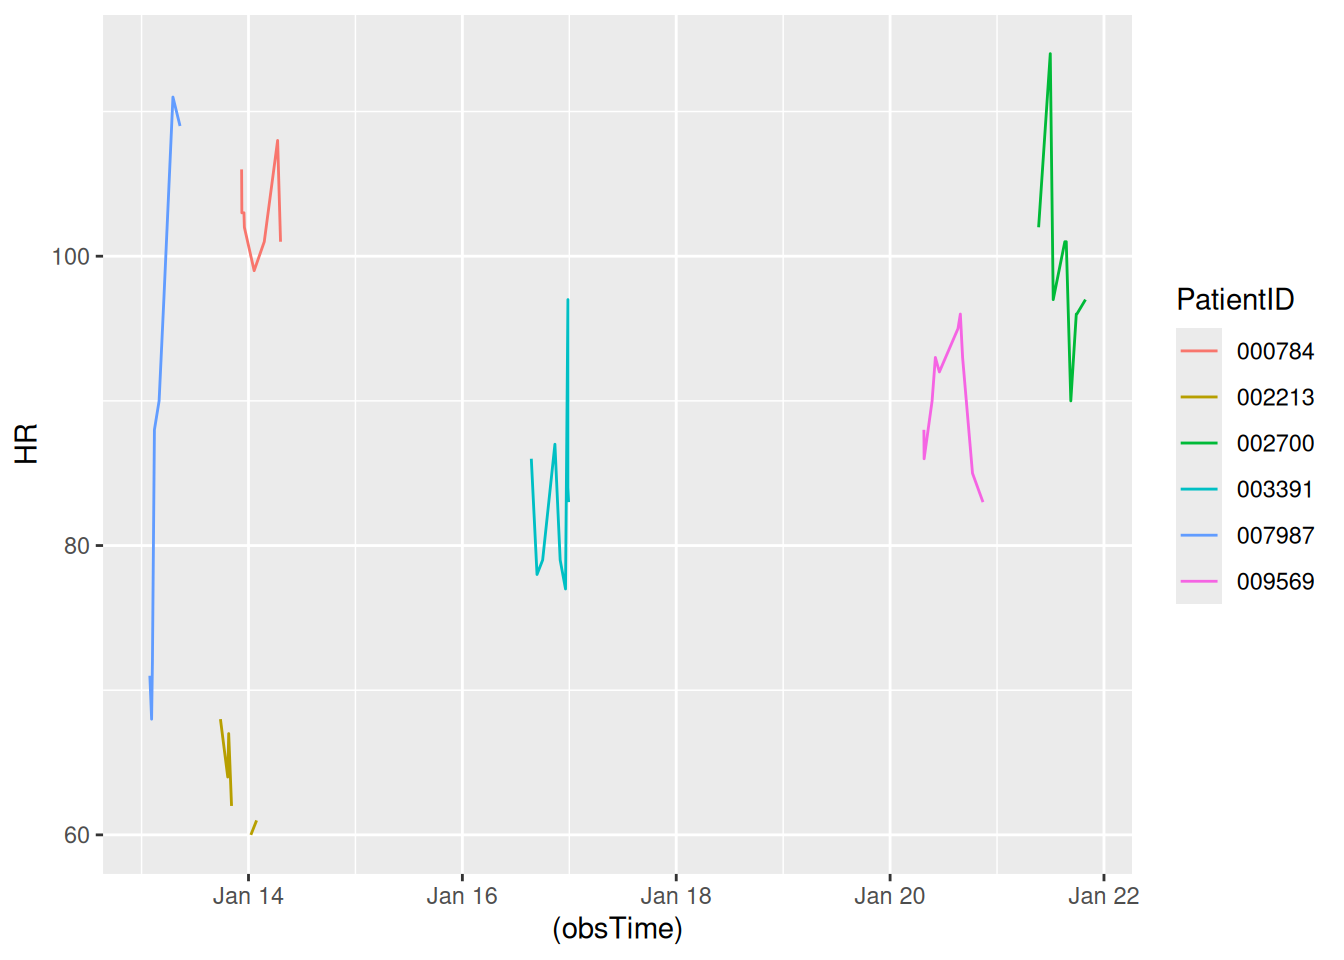 HR
100
80
60
Jan 14
Jan 16
Jan 18
Jan 20
Jan 22
(obsTime)
PatientID
000784
002213
002700
003391
007987
009569